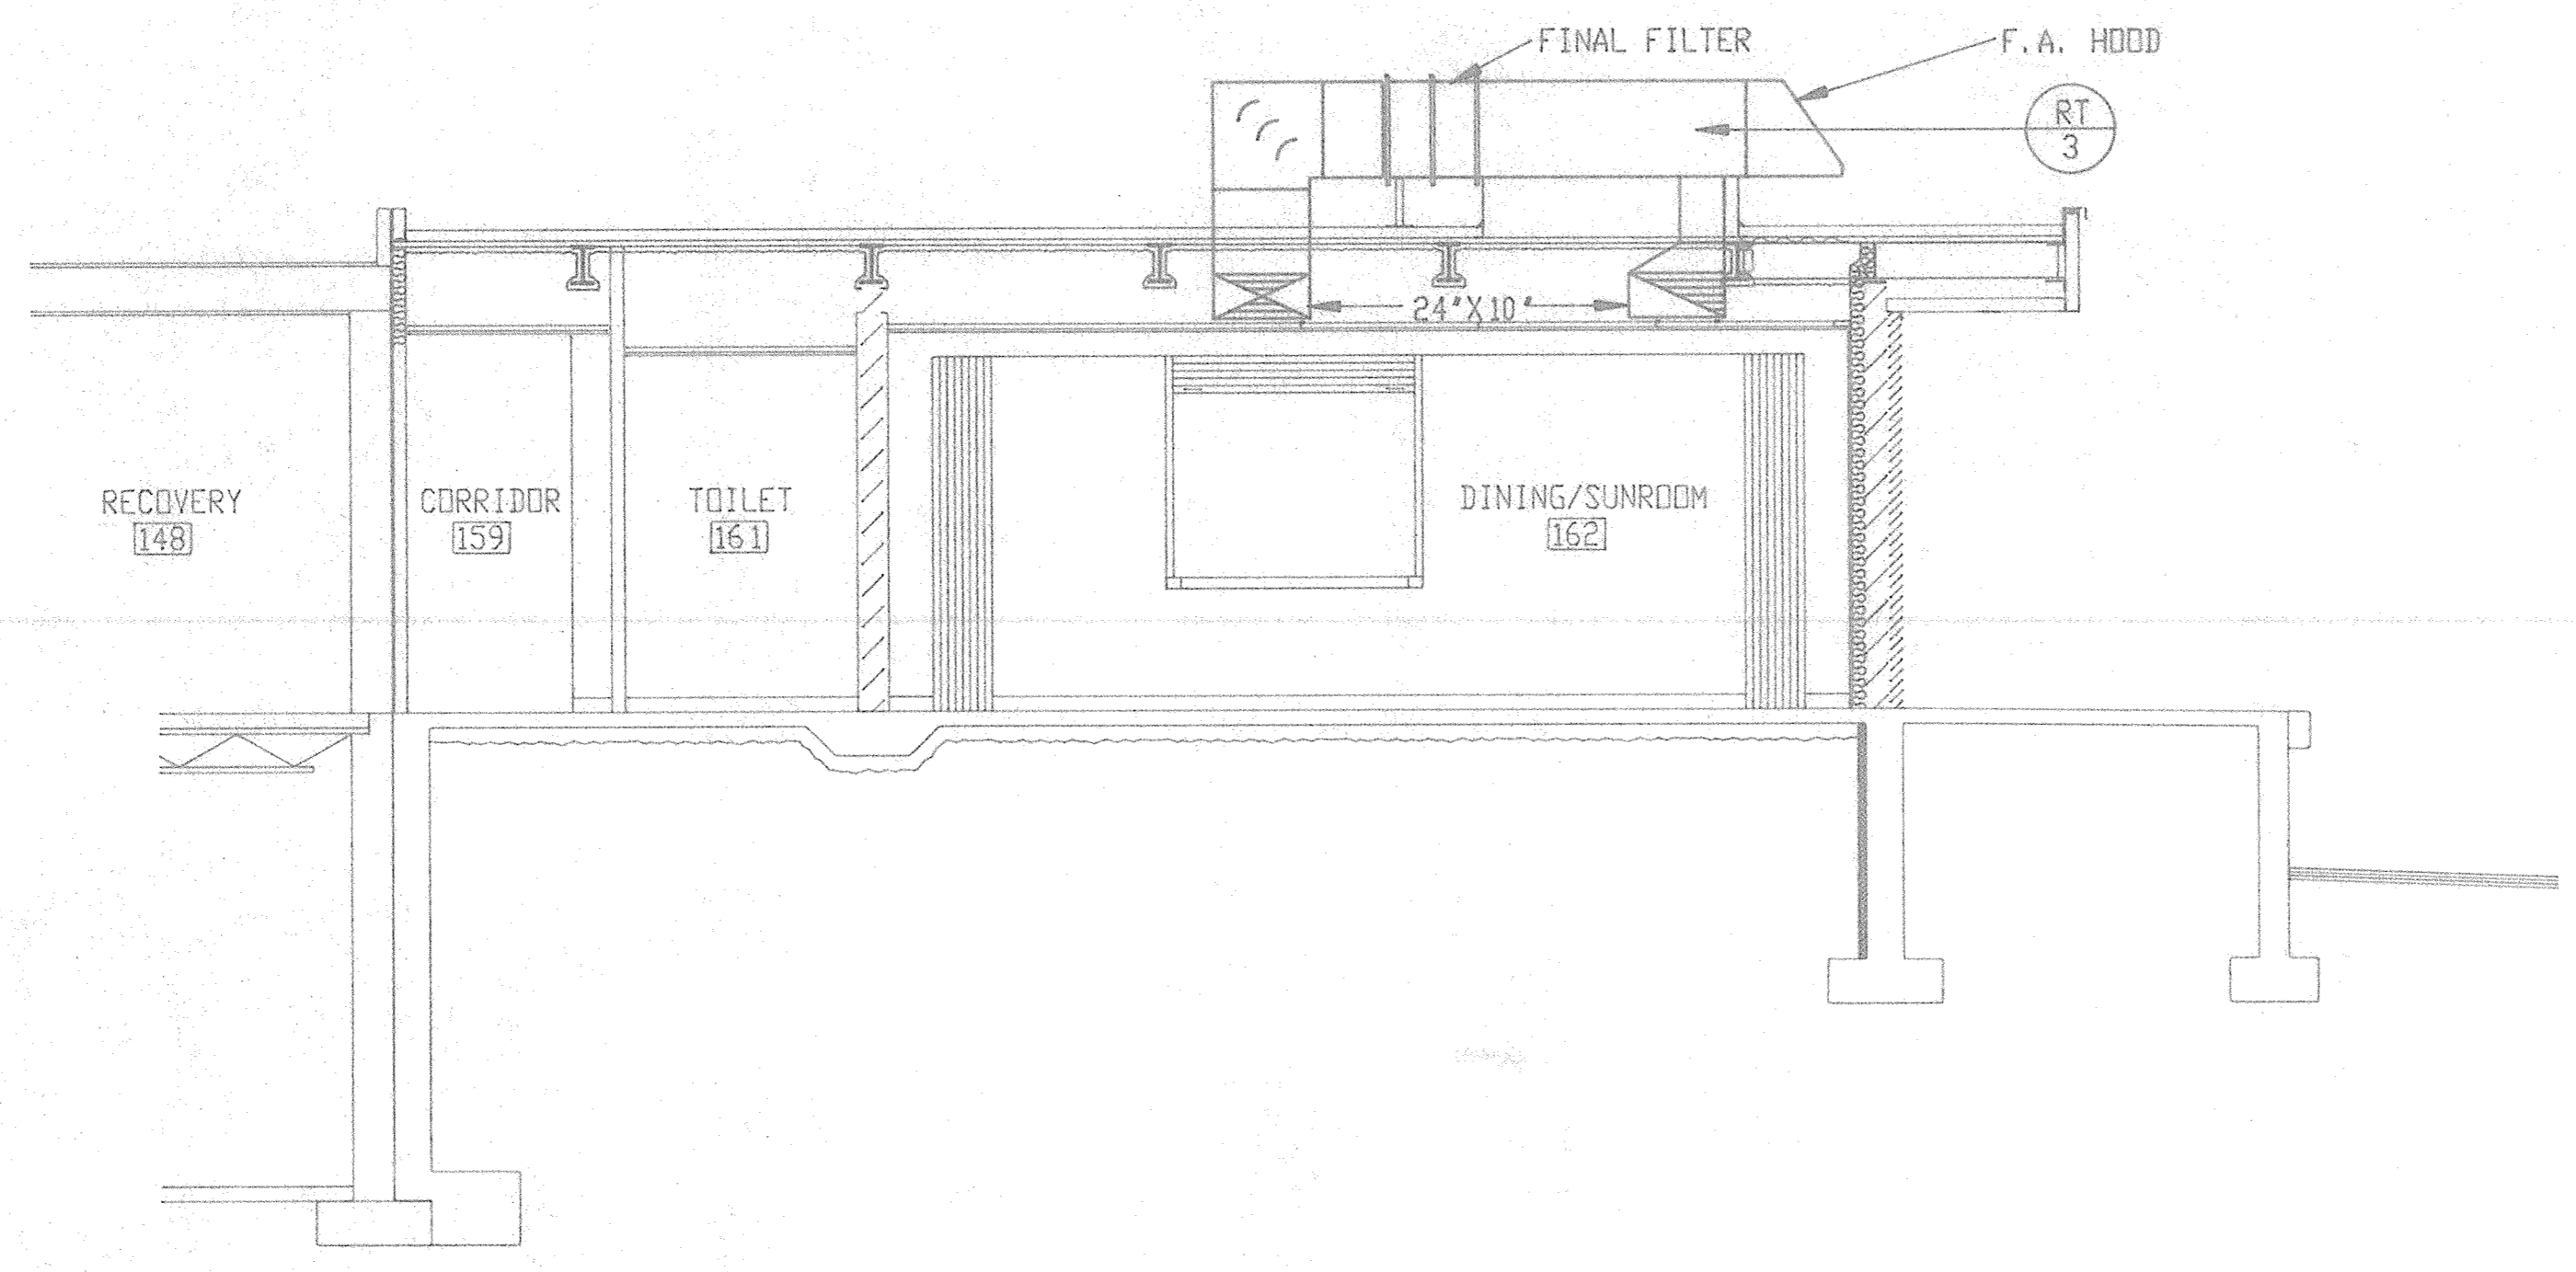 FINAL FILTER
F.A. HOOD
RT
3
24"X10"
RECOVERY
148
CORRIDOR
159
TOILET
161
DINING/SUNROOM
162